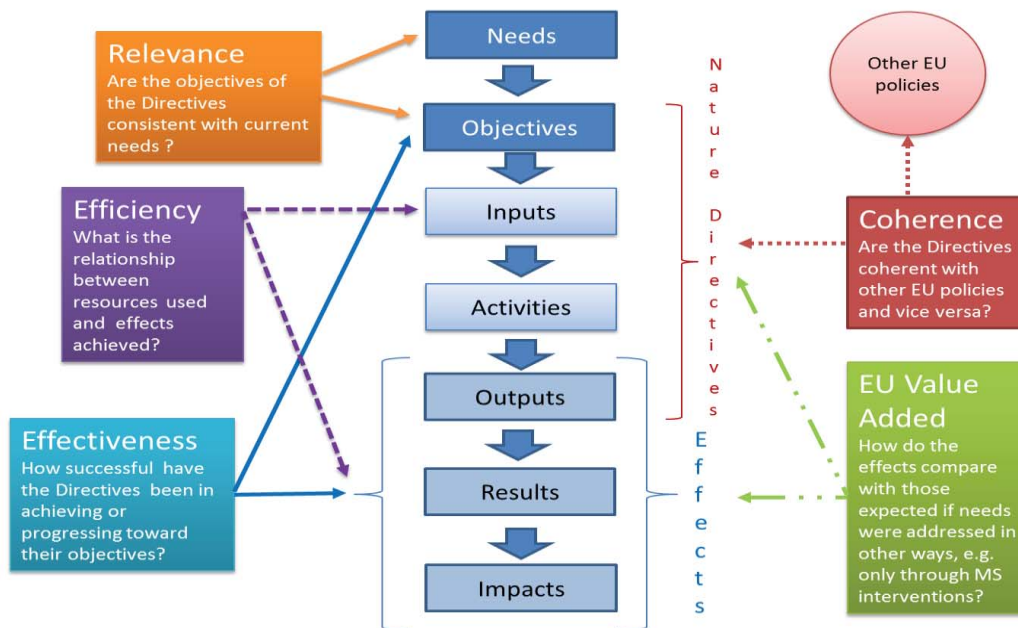 Relevance
Are the objectives of
the Directives
consistent with current
needs ?
Efficiency
What is the
relationship
between
resources used
and effects
achieved?
Effectiveness
How successful have
the Directives been in
achieving or
progressing toward
their objectives?
Needs
Objectives
Inputs
Activities
Outputs
Results
Impacts
Nature Directives
Effects
Other EU
policies
Coherence
Are the Directives
coherent with
other EU policies
and vice versa?
EU Value
Added
How do the
effects compare
with those
expected if needs
were addressed in
other ways, e.g.
only through MS
interventions?